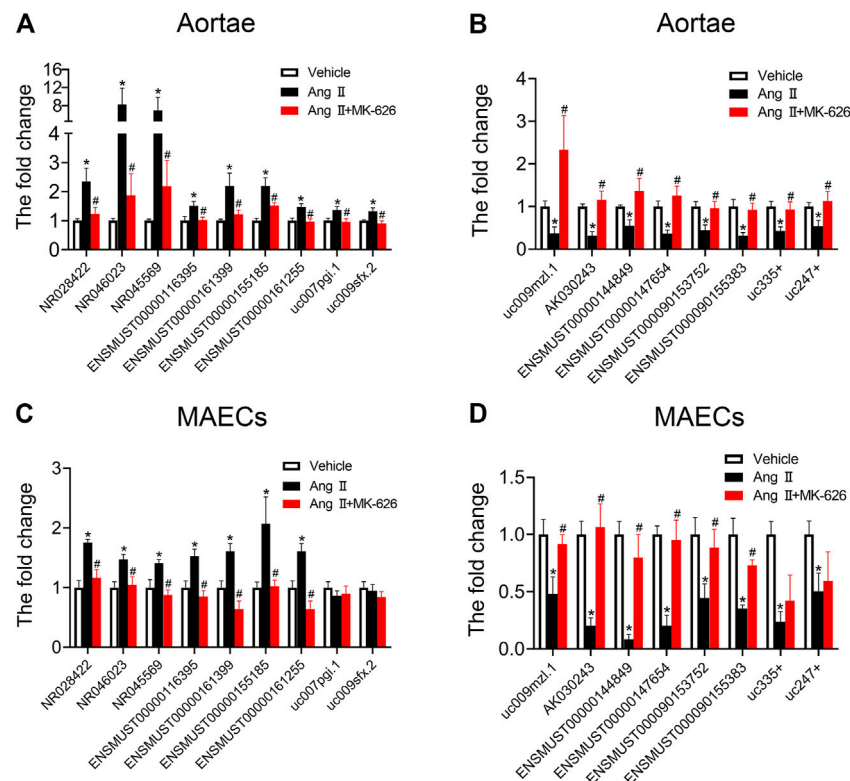 A
Aortae
The fold change
16
12
8
4
3
2
1
0
Vehicle
Ang Ⅱ
Ang Ⅱ+MK-626
*
*
*
*
*
*
*
*
*
#
#
#
#
#
#
#
#
#
NR028422
NR046023
NR045569
ENSMUST00000116395
ENSMUST00000161399
ENSMUST00000155185
ENSMUST00000161255
uc007pgi.1
uc009sfx.2
B
Aortae
The fold change
4
3
2
1
0
Vehicle
Ang Ⅱ
Ang Ⅱ+MK-626
#
#
#
#
#
#
#
#
*
*
*
*
*
*
*
*
uc009mzl.1
AK030243
ENSMUST00000144849
ENSMUST00000147654
ENSMUST000090153752
ENSMUST000090155383
uc335+
uc247+
C
MAECs
The fold change
3
2
1
0
Vehicle
Ang Ⅱ
Ang Ⅱ+MK-626
*
*
*
*
*
*
*
#
#
#
#
#
#
#
NR028422
NR046023
NR045569
ENSMUST00000116395
ENSMUST00000161399
ENSMUST00000155185
ENSMUST00000161255
uc007pgi.1
uc009sfx.2
D
MAECs
The fold change
1.5
1.0
0.5
0.0
Vehicle
Ang Ⅱ
Ang Ⅱ+MK-626
#
#
#
#
#
#
*
*
*
*
*
*
*
*
uc009mzl.1
AK030243
ENSMUST00000144849
ENSMUST00000147654
ENSMUST000090153752
ENSMUST000090155383
uc335+
uc247+